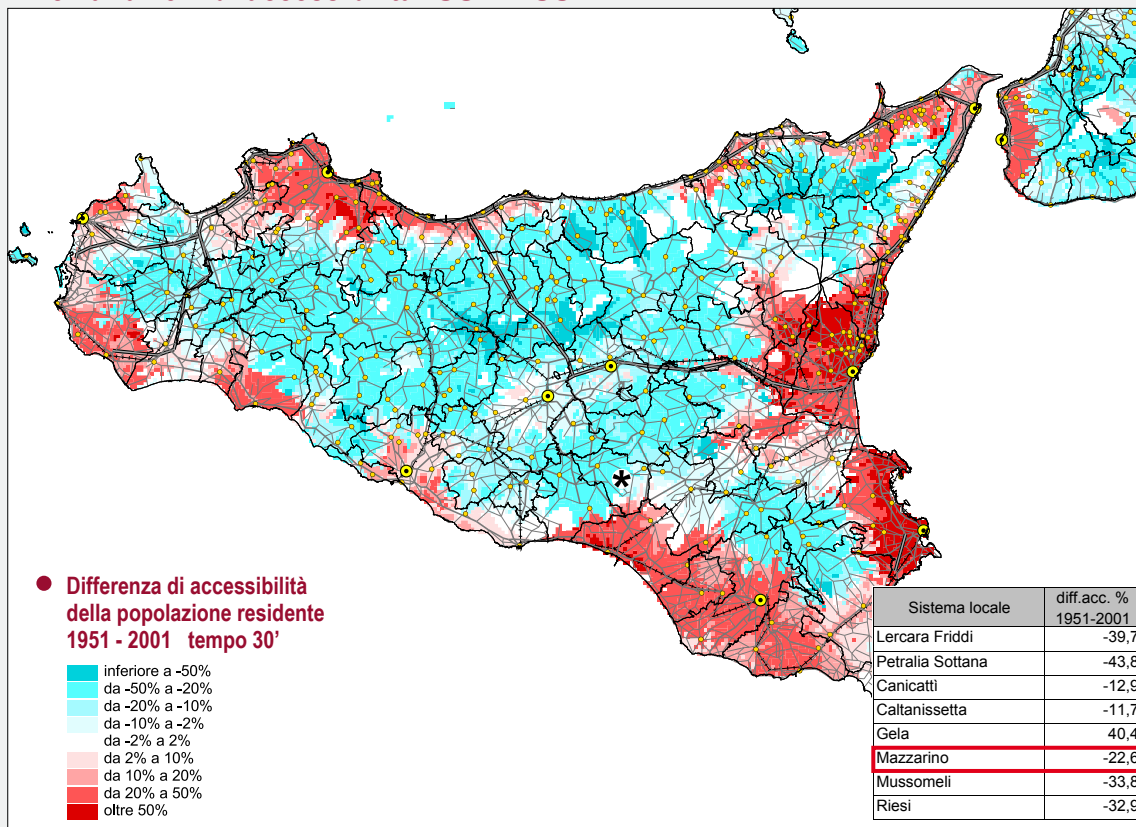 ● Differenza di accessibilità
della popolazione residente
1951 - 2001 tempo 30'
inferiore a -50%
da -50% a -20%
da -20% a -10%
da -10% a -2%
da -2% a 2%
da 2% a 10%
da 10% a 20%
da 20% a 50%
oltre 50%
Sistema locale diff.acc. % 1951-2001
Lercara Friddi -39,7
Petralia Sottana -43,8
Canicattì -12,9
Caltanissetta -11,7
Gela 40,4
Mazzarino -22,6
Mussomeli -33,8
Riesi -32,9
*